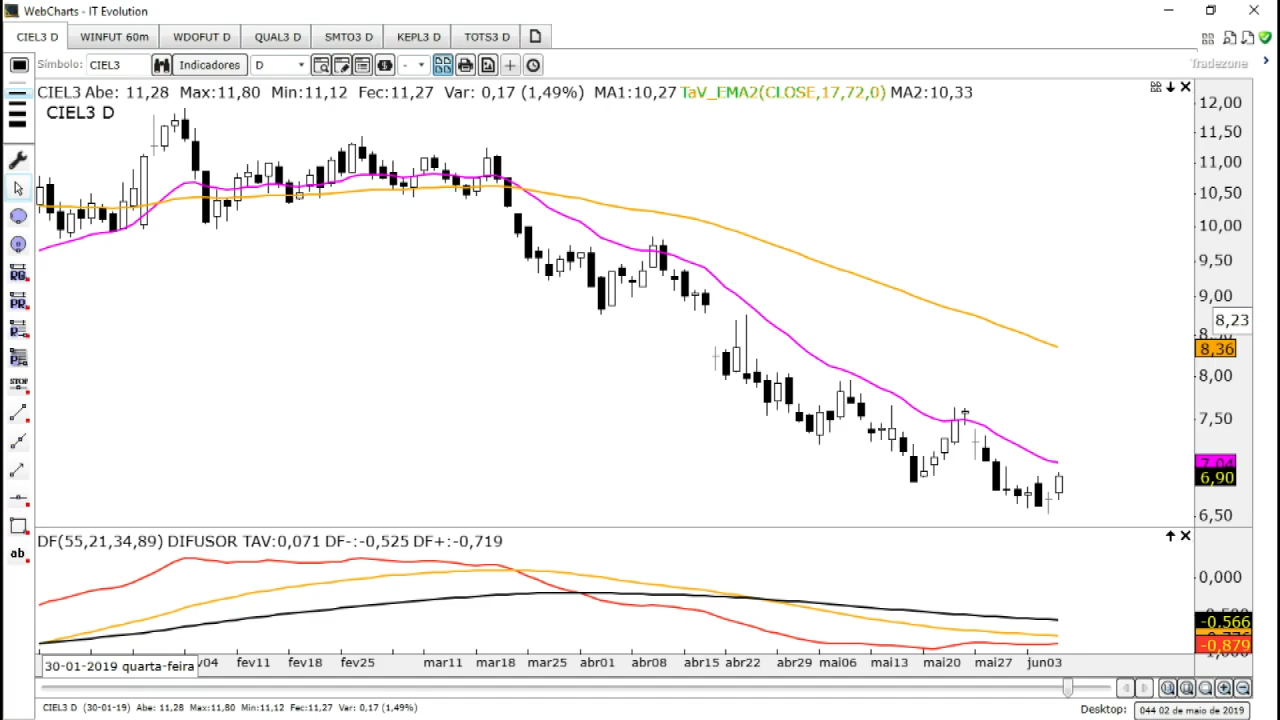 WebCharts - IT Evolution
CIEL3 D WINFUT 60m WDOFUT D QUAL3 D SMTO3 D KEPL3 D TOTS3 D
Símbolo: CIEL3 Indicadores D -
Tradezone
CIEL3 Abe: 11,28 Max:11,80 Min:11,12 Fec:11,27 Var: 0,17 (1,49%) MA1:10,27 TaV_EMA2(CLOSE,17,72,0) MA2:10,33
CIEL3 D
12,00
11,50
11,00
10,50
10,00
9,50
9,00
8,23
8,36
8,00
7,50
7,04
6,90
6,50
RG
PR
STOP
ab
DF(55,21,34,89) DIFUSOR TAV:0,071 DF-:-0,525 DF+:-0,719
0,000
-0,566
-0,879
30-01-2019 quarta-feira v04 fev11 fev18 fev25 mar11 mar18 mar25 abr01 abr08 abr15 abr22 abr29 mai06 mai13 mai20 mai27 jun03
CIEL3 D (30-01-19) Abe: 11,28 Max:11,80 Min:11,12 Fec:11,27 Var: 0,17 (1,49%)
Desktop: 044 02 de maio de 2019